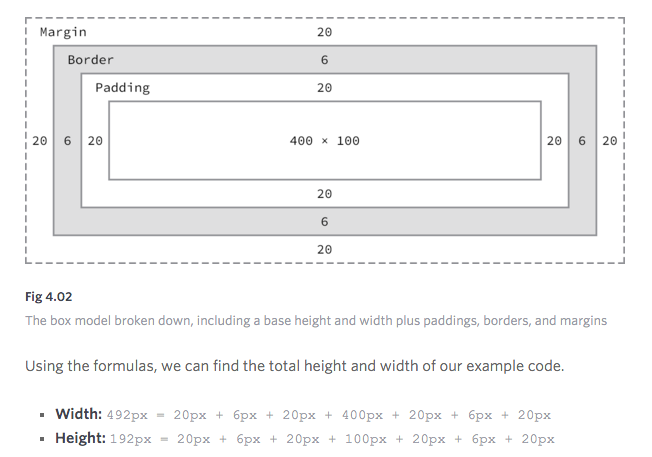 Margin 20
Border 6
Padding 20
20 6 20 400 × 100 20 6 20
20
6
20
Fig 4.02
The box model broken down, including a base height and width plus paddings, borders, and margins
Using the formulas, we can find the total height and width of our example code.
▪ Width: 492px = 20px + 6px + 20px + 400px + 20px + 6px + 20px
▪ Height: 192px = 20px + 6px + 20px + 100px + 20px + 6px + 20px